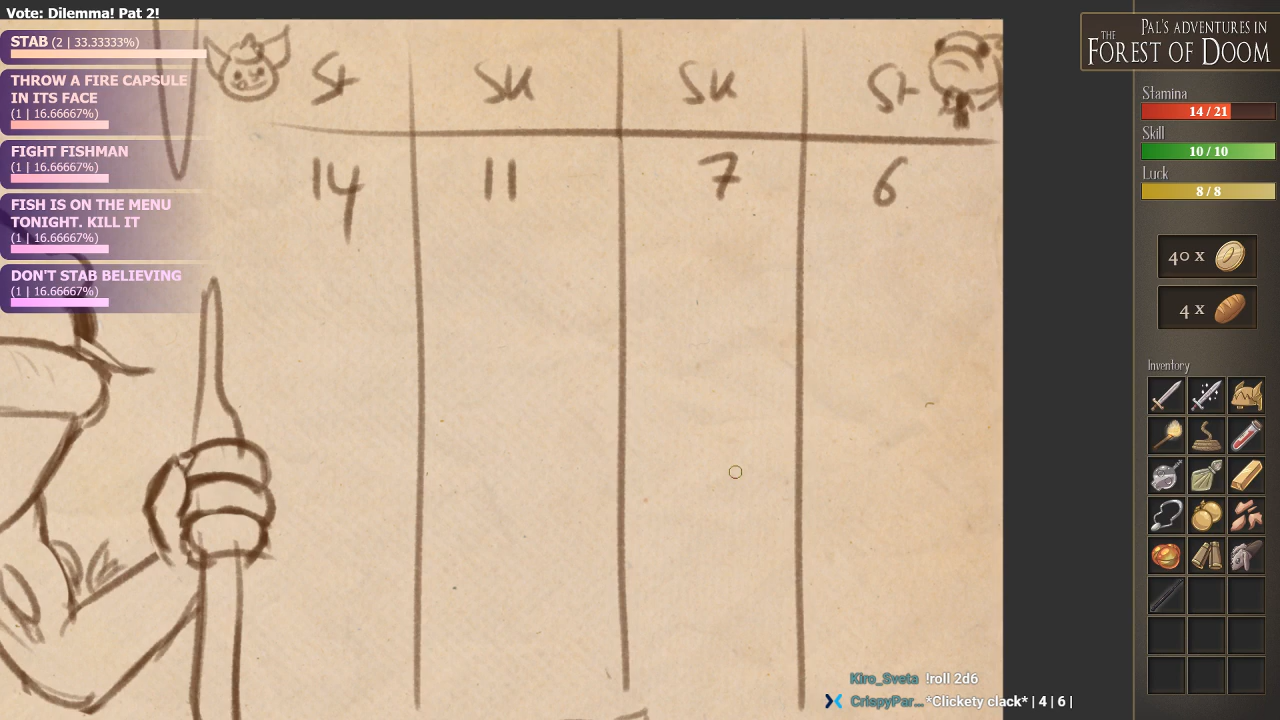 Vote: Dilemma! Pat 2!
STAB (2 | 33.33333%)
THROW A FIRE CAPSULE
IN ITS FACE
(1 | 16.66667%)
FIGHT FISHMAN
(1 | 16.66667%)
FISH IS ON THE MENU
TONIGHT. KILL IT
(1 | 16.66667%)
DON'T STAB BELIEVING
(1 | 16.66667%)
St SK SK St
14 11 7 6
PAL'S ADVENTURES IN
THE
FOREST OF DOOM
Stamina
14 / 21
Skill
10 / 10
Luck
8 / 8
40 x
4 x
Inventory
Kiro_Sveta !roll 2d6
CrispyPar... *Clickety clack* | 4 | 6 |